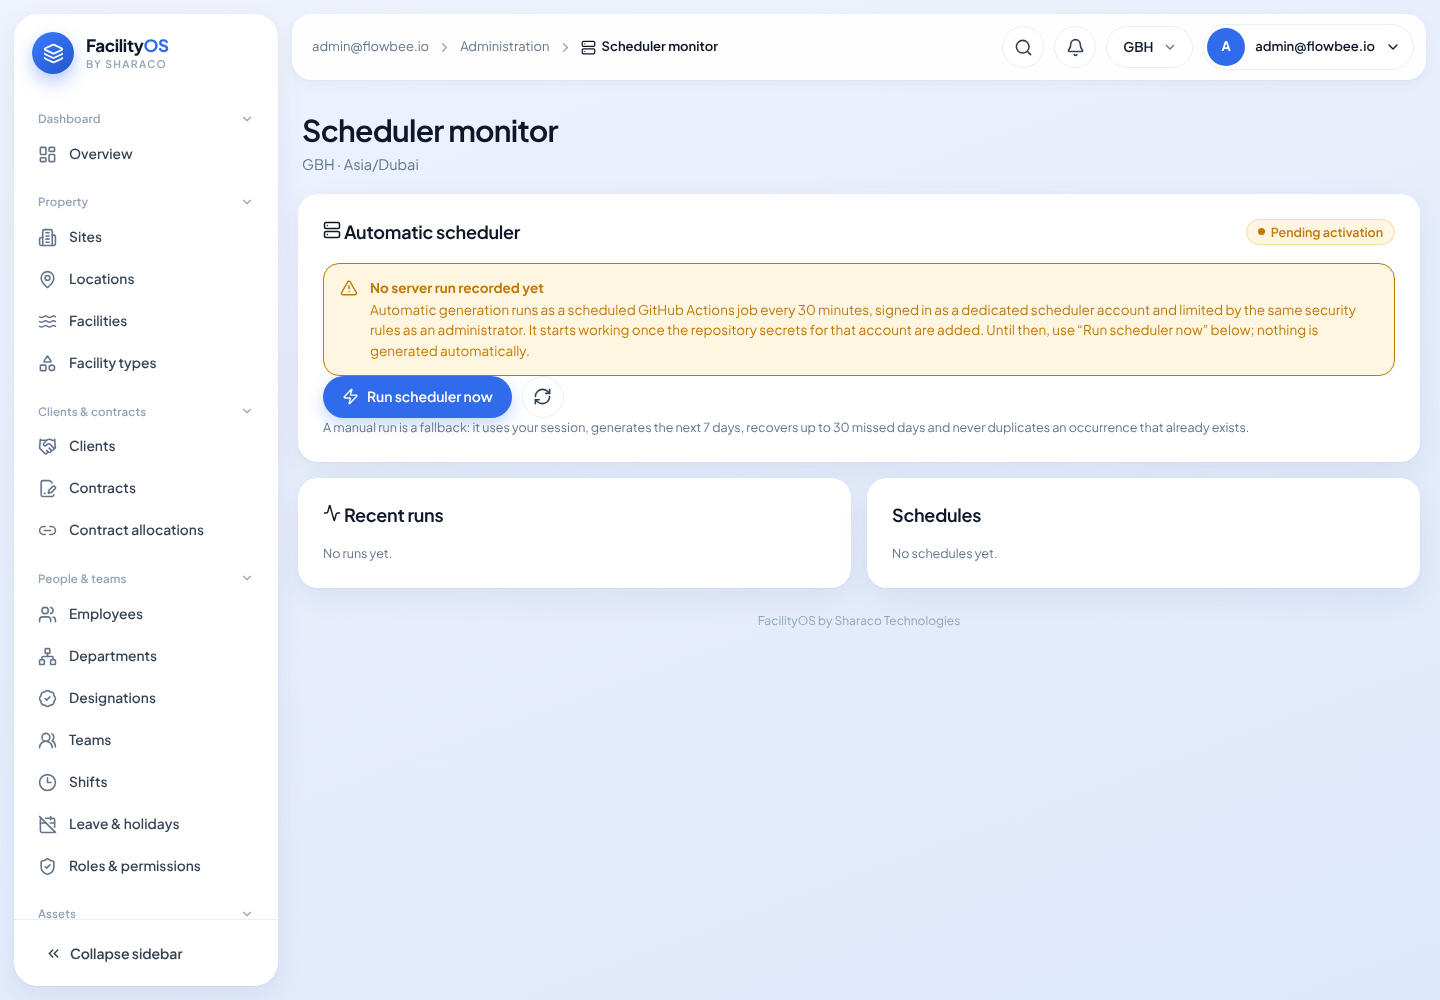 FacilityOS
BY SHARACO
Dashboard
Overview
Property
Sites
Locations
Facilities
Facility types
Clients & contracts
Clients
Contracts
Contract allocations
People & teams
Employees
Departments
Designations
Teams
Shifts
Leave & holidays
Roles & permissions
Assets
Collapse sidebar
admin@flowbee.io
Administration
Scheduler monitor
GBH
A
admin@flowbee.io
Scheduler monitor
GBH · Asia/Dubai
Automatic scheduler
Pending activation
No server run recorded yet
Automatic generation runs as a scheduled GitHub Actions job every 30 minutes, signed in as a dedicated scheduler account and limited by the same security
rules as an administrator. It starts working once the repository secrets for that account are added. Until then, use “Run scheduler now” below; nothing is
generated automatically.
Run scheduler now
A manual run is a fallback: it uses your session, generates the next 7 days, recovers up to 30 missed days and never duplicates an occurrence that already exists.
Recent runs
No runs yet.
Schedules
No schedules yet.
FacilityOS by Sharaco Technologies